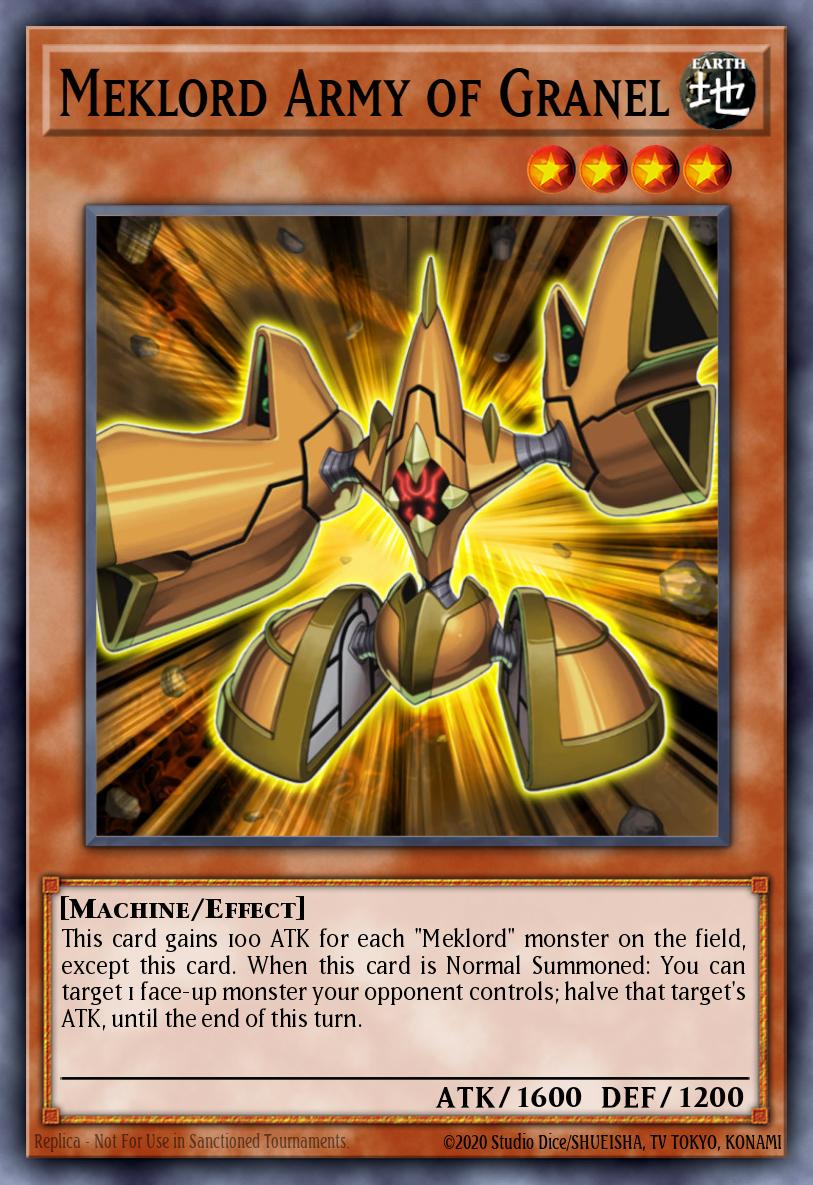 Meklord Army of Granel
EARTH
地
[Machine/Effect]
This card gains 100 ATK for each "Meklord" monster on the field,
except this card. When this card is Normal Summoned: You can
target 1 face-up monster your opponent controls; halve that target's
ATK, until the end of this turn.
ATK/1600 DEF/1200
Replica - Not For Use in Sanctioned Tournaments.
©2020 Studio Dice/SHUEISHA, TV TOKYO, KONAMI